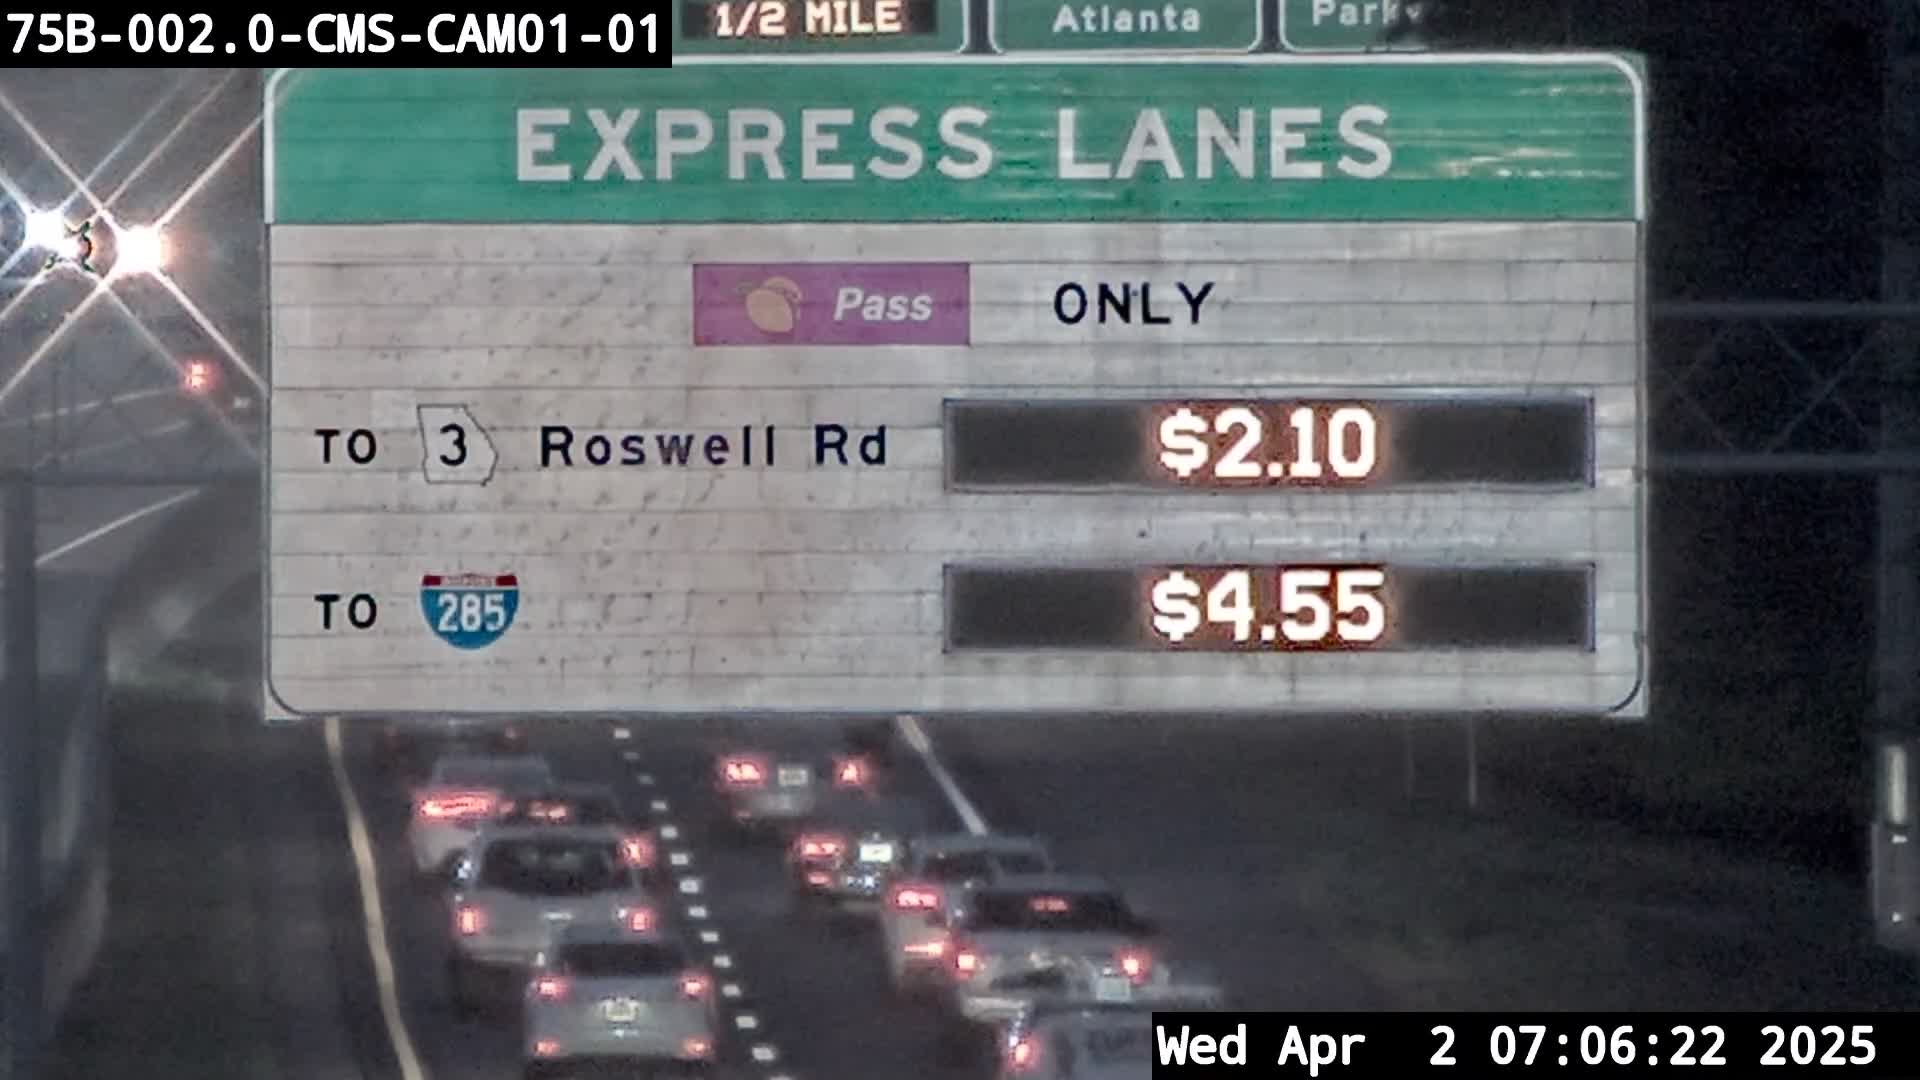 75B-002.0-CMS-CAM01-01
1/2 MILE
Atlanta
EXPRESS LANES
Pass ONLY
TO 3 Roswell Rd $2.10
TO 285 $4.55
Wed Apr 2 07:06:22 2025